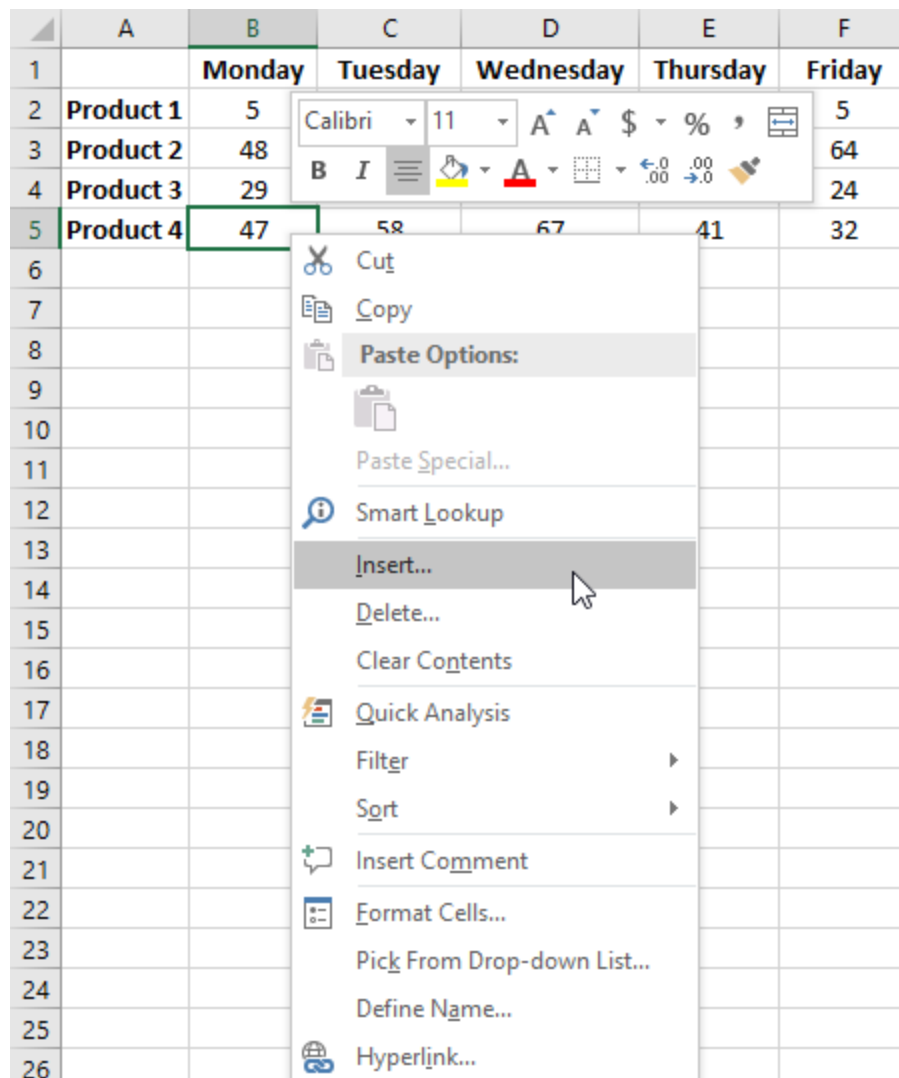 A B C D E F
1 Monday Tuesday Wednesday Thursday Friday
2 Product 1 5 5
Calibri 11 A A $ % ,
3 Product 2 48 64
B I A .0 .00 .00 .0
4 Product 3 29 24
5 Product 4 47 58 67 41 32
6
Cut
7
Copy
8
Paste Options:
9
10
11
Paste Special...
12
Smart Lookup
13
Insert...
14
15
Delete...
16
Clear Contents
17
Quick Analysis
18
Filter
19
Sort
20
21
Insert Comment
22
Format Cells...
23
Pick From Drop-down List...
24
Define Name...
25
26
Hyperlink...